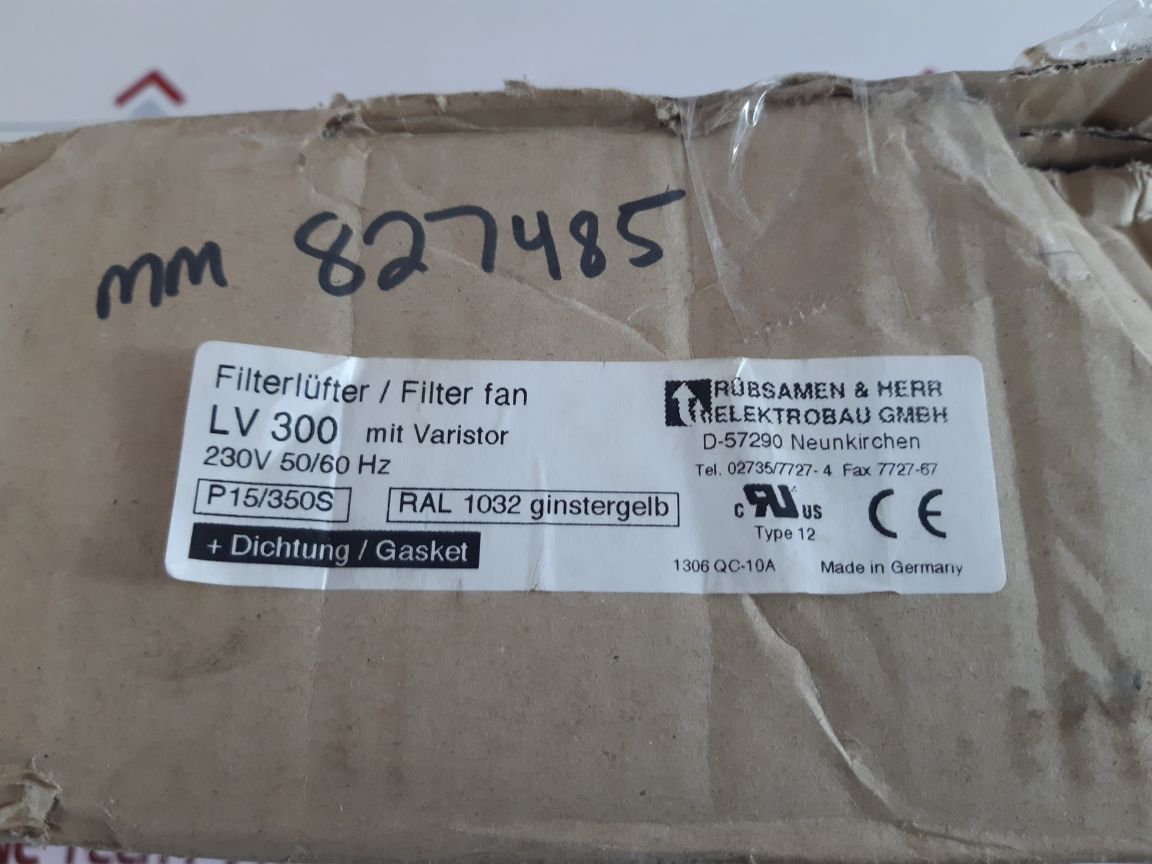 mm 827485
Filterlüfter / Filter fan
LV 300 mit Varistor
230V 50/60 Hz
P15/350S RAL 1032 ginstergelb
+ Dichtung / Gasket
RÜBSAMEN & HERR
ELEKTROBAU GMBH
D-57290 Neunkirchen
Tel. 02735/7727- 4 Fax 7727-67
c RU US CE
Type 12
1306 QC-10A Made in Germany